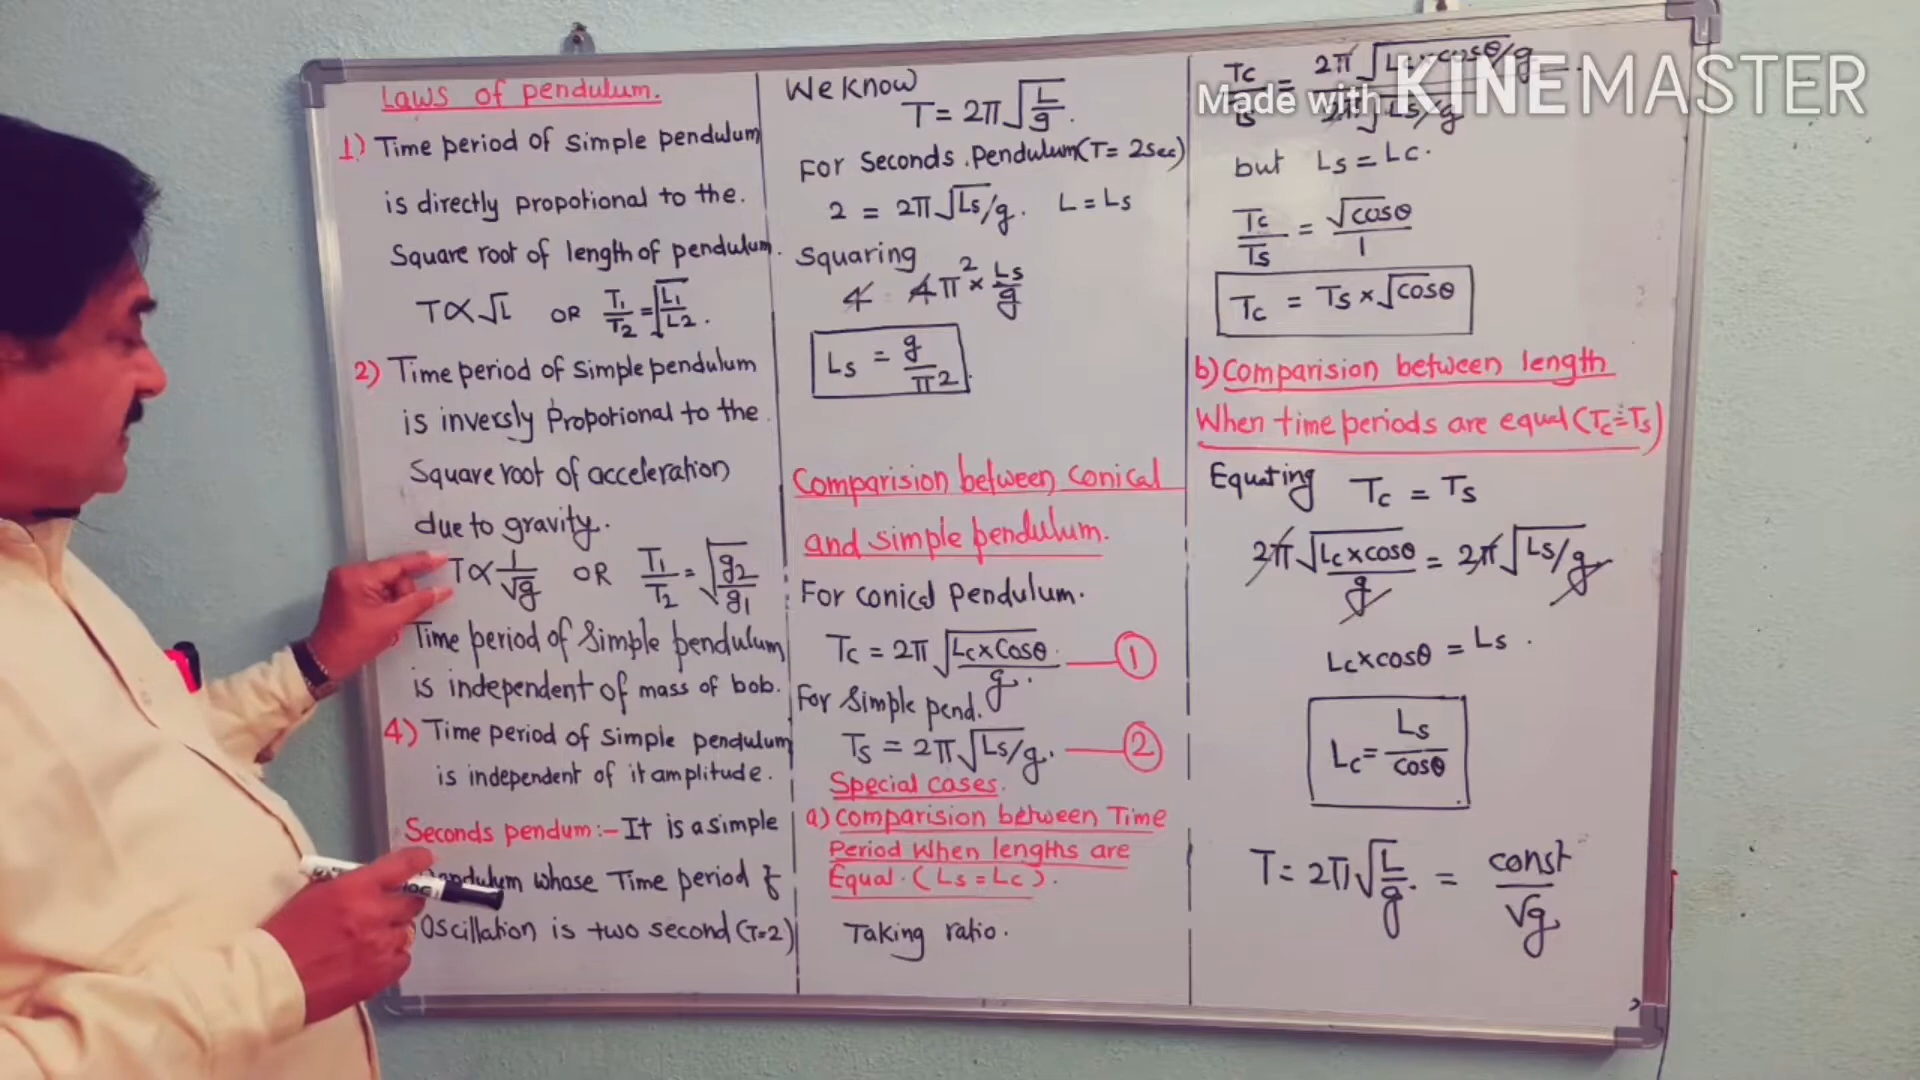 Laws of pendulum.
1) Time period of simple pendulum
is directly propotional to the.
Square root of length of pendulum.
T∝√L OR T₁/T₂ = √L₁/L₂.
2) Time period of simple pendulum
is inversly propotional to the.
Square root of acceleration
due to gravity.
T∝ 1/√g OR T₁/T₂ = √g₂/g₁
Time period of simple pendulum
is independent of mass of bob.
4) Time period of simple pendulum
is independent of it amplitude.
Seconds pendum:- It is a simple
whose Time period of
Oscillation is two second (T=2)
We know
T = 2π√L/g.
For Seconds.Pendulum(T= 2Sec)
2 = 2π√Ls/g. L = Ls
Squaring
4 4π² × Ls/g
Ls = g/π².
Comparision between conical
and simple pendulum.
For conical Pendulum.
Tc = 2π√Lc×Cosθ/g. 1
For simple pend.
Ts = 2π√Ls/g. 2
Special cases.
a) comparision between Time
Period when lengths are
Equal.(Ls=Lc).
Taking ratio.
Tc/Ts = 2π√Lc×cosθ/g / 2π√Ls/g
Made with KINEMASTER
but Ls = Lc.
Tc/Ts = √cosθ/1
Tc = Ts × √cosθ
b) Comparision between length
When time periods are equal (Tc=Ts)
Equating Tc = Ts
2π√Lc×cosθ/g = 2π√Ls/g
Lc×cosθ = Ls.
Lc = Ls/cosθ
T = 2π√L/g. = const/√g